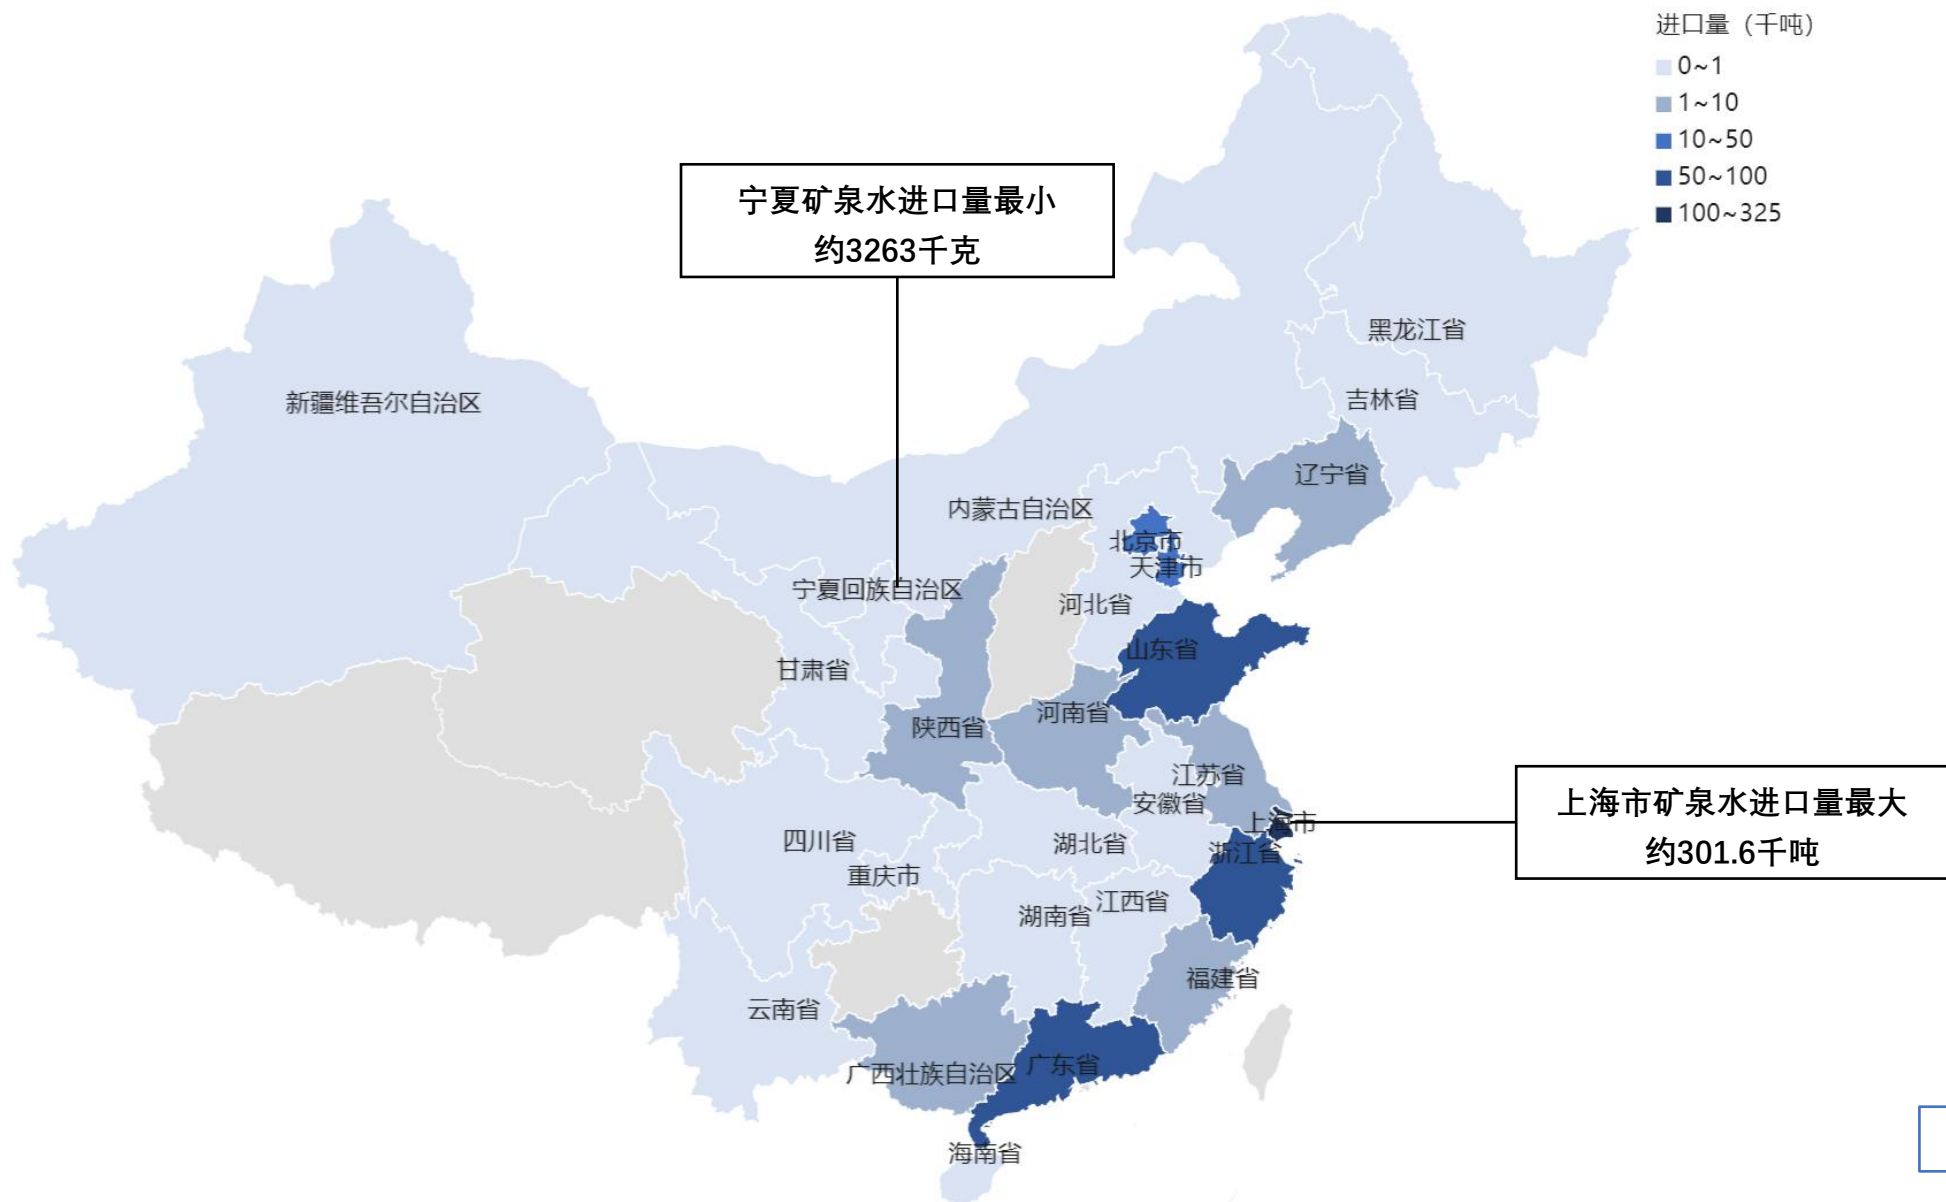 进口量（千吨）
0~1
1~10
10~50
50~100
100~325
宁夏矿泉水进口量最小
约3263千克
黑龙江省
新疆维吾尔自治区
吉林省
辽宁省
内蒙古自治区
北京市
天津市
宁夏回族自治区
河北省
山东省
甘肃省
河南省
陕西省
江苏省
安徽省
上海市矿泉水进口量最大
约301.6千吨
上海市
四川省
湖北省
浙江省
重庆市
江西省
湖南省
福建省
云南省
广东省
广西壮族自治区
海南省